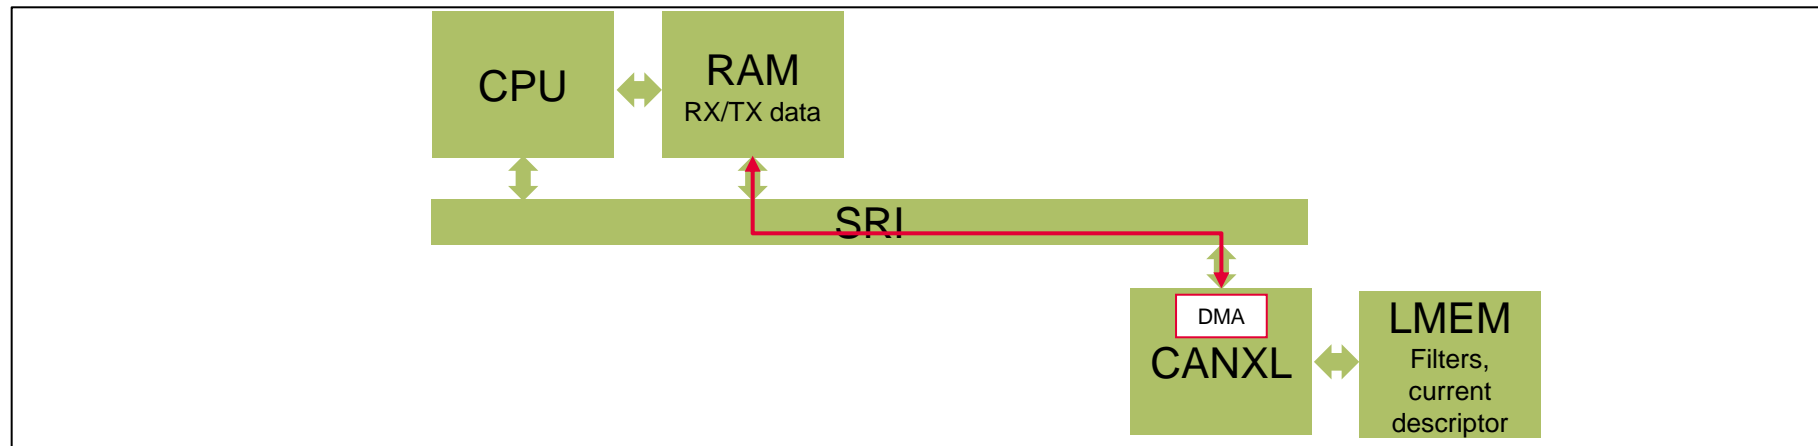 CPU
RAM
RX/TX data
SRI
DMA
CANXL
LMEM
Filters,
current
descriptor